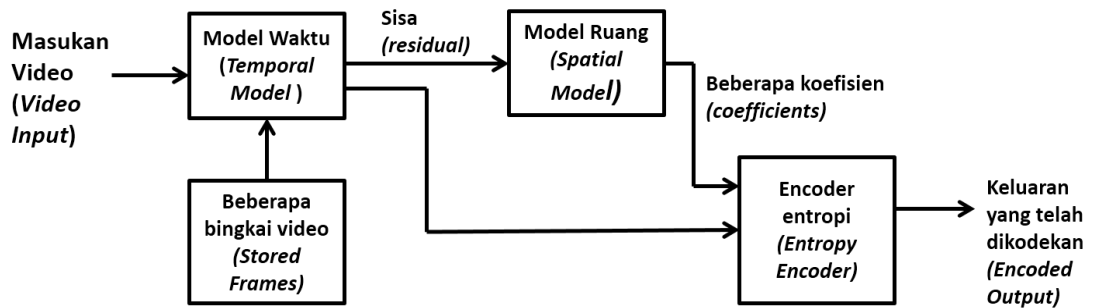 Masukan
Video
(Video
Input)
Model Waktu
(Temporal
Model )
Sisa
(residual)
Model Ruang
(Spatial
Model)
Beberapa koefisien
(coefficients)
Beberapa
bingkai video
(Stored
Frames)
Encoder
entropi
(Entropy
Encoder)
Keluaran
yang telah
dikodekan
(Encoded
Output)